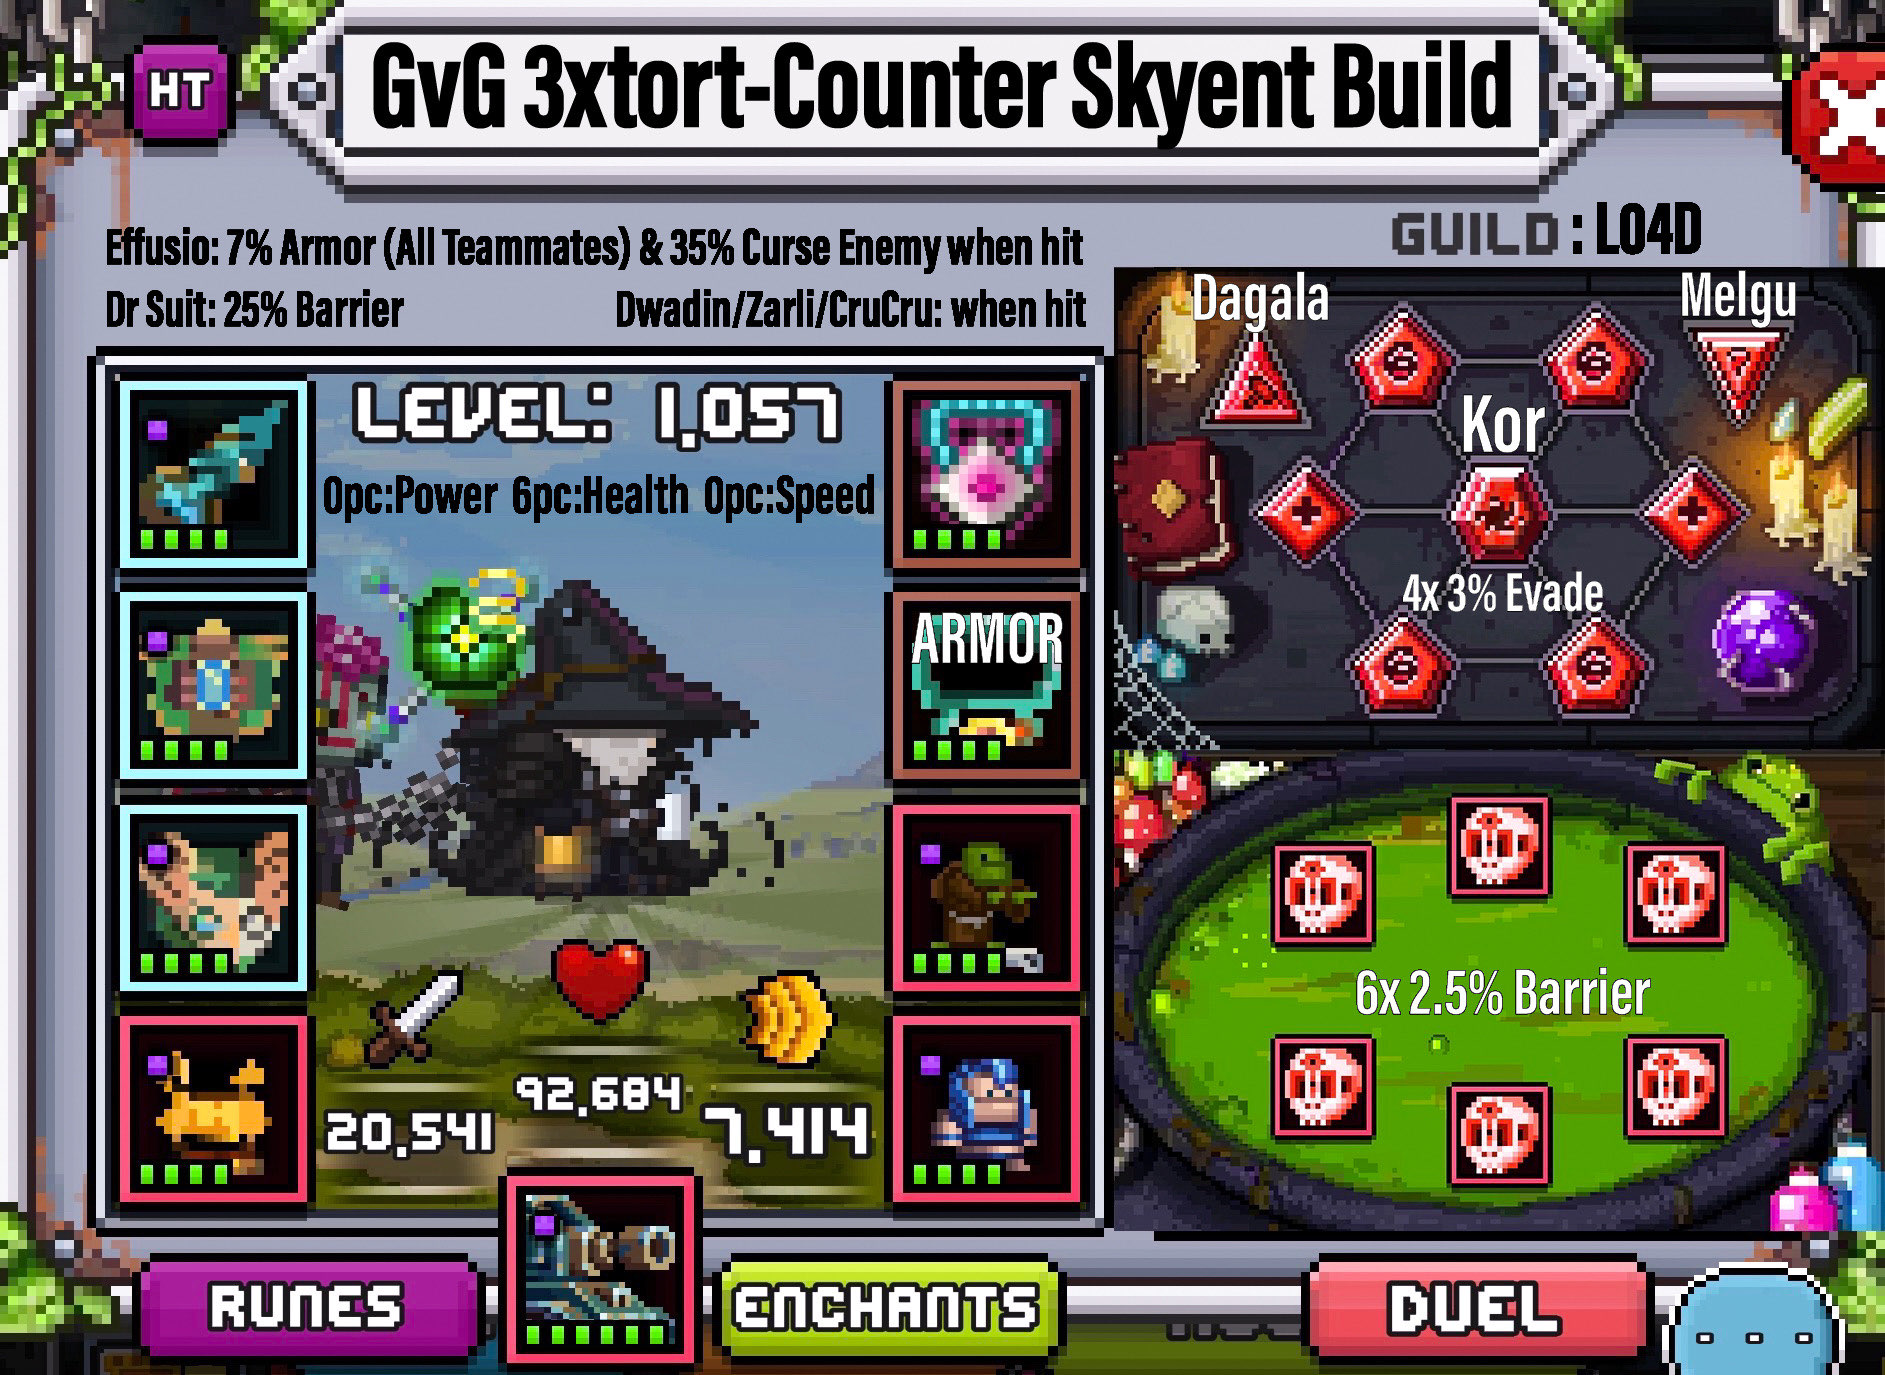 HT
GvG 3xtort-Counter Skyent Build
Effusio: 7% Armor (All Teammates) & 35% Curse Enemy when hit
Dr Suit: 25% Barrier
Dwadin/Zarli/CruCru: when hit
GUILD: LO4D
LEVEL: 1,057
0pc:Power 6pc:Health 0pc:Speed
ARMOR
20,541
92,684
7,414
Dagala
Melgu
Kor
4x 3% Evade
6x 2.5% Barrier
RUNES
ENCHANTS
DUEL